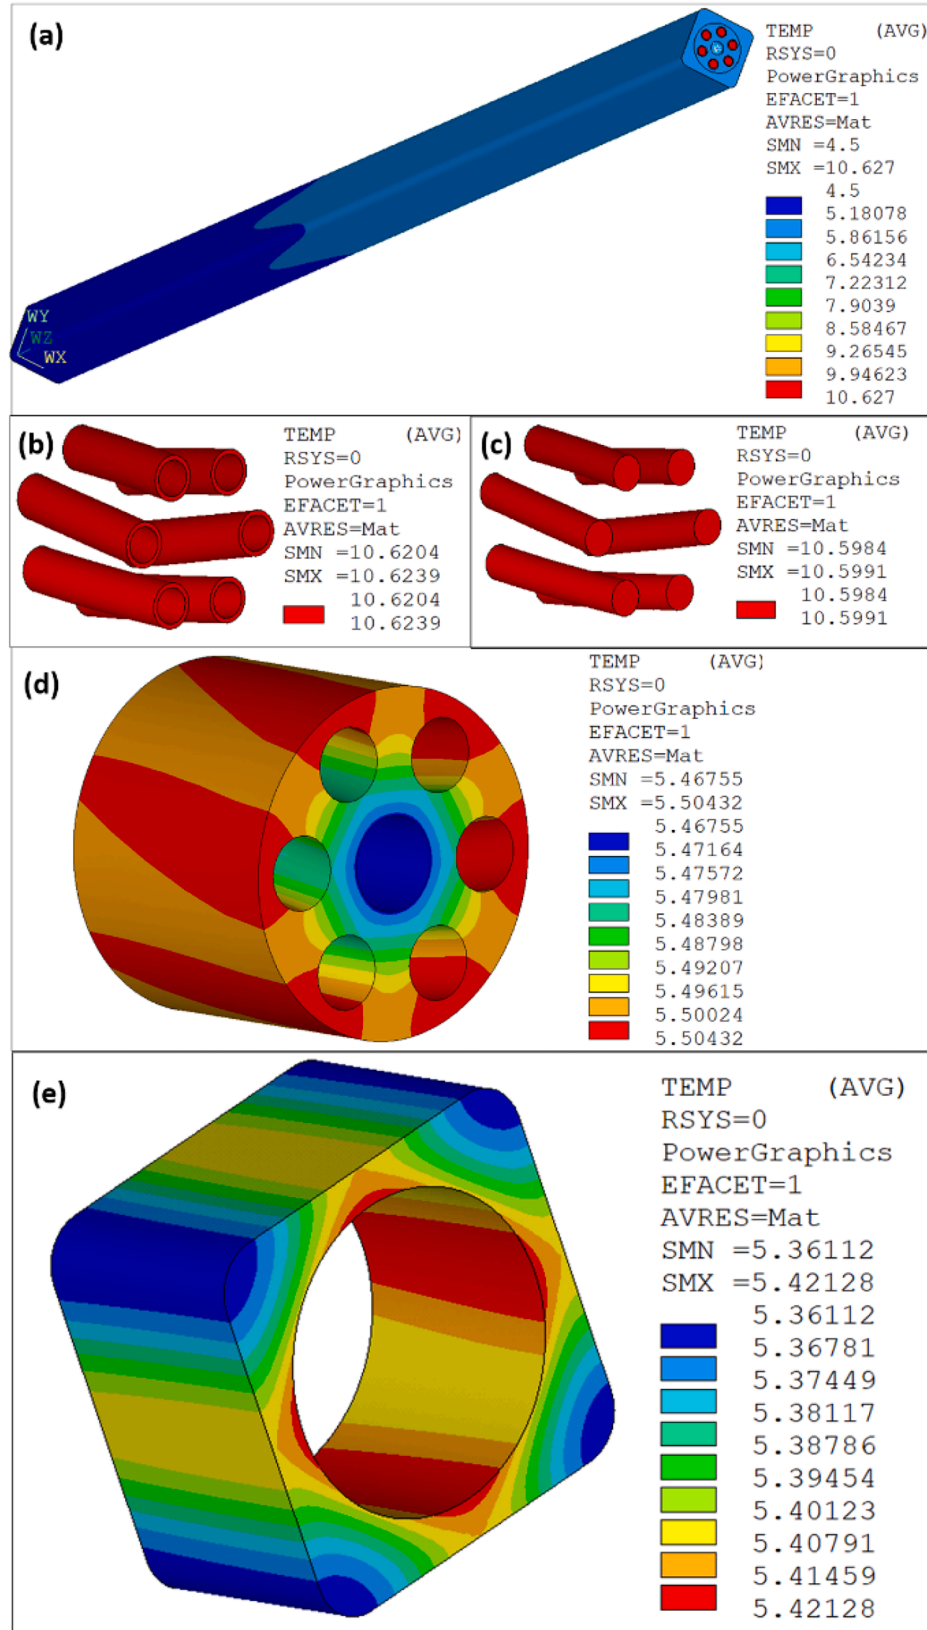 (a)
TEMP (AVG)
RSYS=0
PowerGraphics
EFACET=1
AVRES=Mat
SMN =4.5
SMX =10.627
4.5
5.18078
5.86156
6.54234
7.22312
7.9039
8.58467
9.26545
9.94623
10.627
WY
WZ
WX
(b)
TEMP (AVG)
RSYS=0
PowerGraphics
EFACET=1
AVRES=Mat
SMN =10.6204
SMX =10.6239
10.6204
10.6239
(c)
TEMP (AVG)
RSYS=0
PowerGraphics
EFACET=1
AVRES=Mat
SMN =10.5984
SMX =10.5991
10.5984
10.5991
(d)
TEMP (AVG)
RSYS=0
PowerGraphics
EFACET=1
AVRES=Mat
SMN =5.46755
SMX =5.50432
5.46755
5.47164
5.47572
5.47981
5.48389
5.48798
5.49207
5.49615
5.50024
5.50432
(e)
TEMP (AVG)
RSYS=0
PowerGraphics
EFACET=1
AVRES=Mat
SMN =5.36112
SMX =5.42128
5.36112
5.36781
5.37449
5.38117
5.38786
5.39454
5.40123
5.40791
5.41459
5.42128